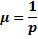 μ = 1/p